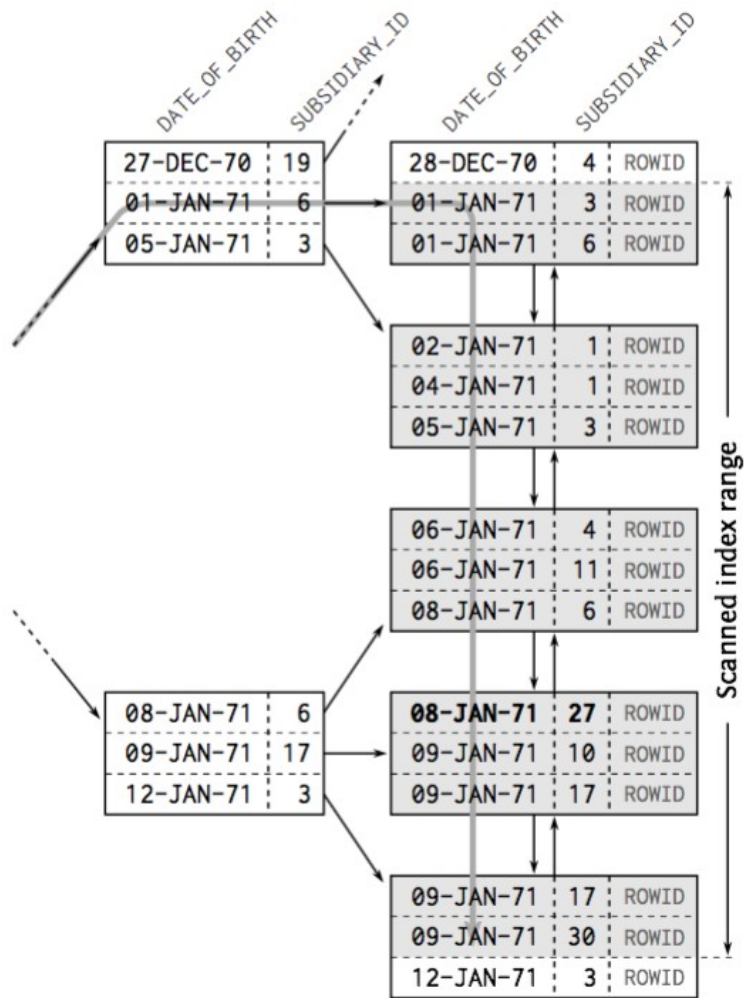 DATE_OF_BIRTH SUBSIDIARY_ID DATE_OF_BIRTH SUBSIDIARY_ID
27-DEC-70 19
01-JAN-71 6
05-JAN-71 3
28-DEC-70 4 ROWID
01-JAN-71 3 ROWID
01-JAN-71 6 ROWID
02-JAN-71 1 ROWID
04-JAN-71 1 ROWID
05-JAN-71 3 ROWID
06-JAN-71 4 ROWID
06-JAN-71 11 ROWID
08-JAN-71 6 ROWID
08-JAN-71 6
09-JAN-71 17
12-JAN-71 3
08-JAN-71 27 ROWID
09-JAN-71 10 ROWID
09-JAN-71 17 ROWID
09-JAN-71 17 ROWID
09-JAN-71 30 ROWID
12-JAN-71 3 ROWID
Scanned index range